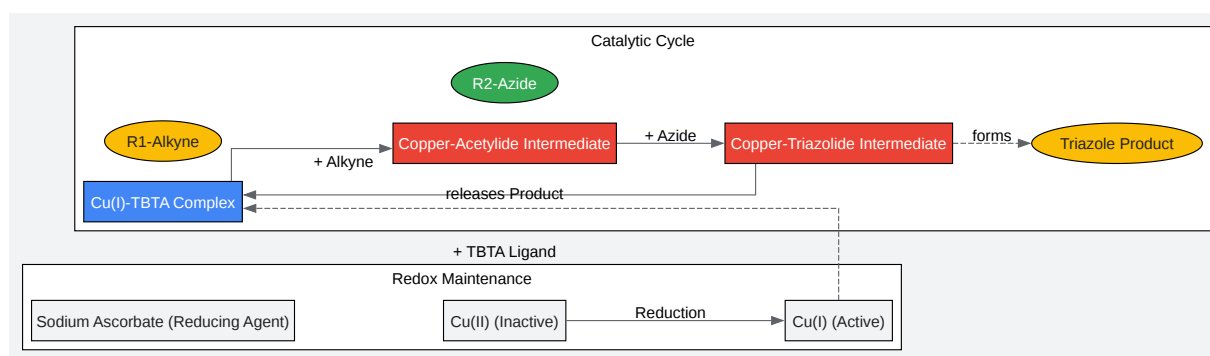 Catalytic Cycle
R2-Azide
R1-Alkyne
+ Alkyne
Copper-Acetylide Intermediate
+ Azide
Copper-Triazolide Intermediate
forms
Triazole Product
releases Product
Cu(I)-TBTA Complex
+ TBTA Ligand
Redox Maintenance
Sodium Ascorbate (Reducing Agent)
Cu(II) (Inactive)
Reduction
Cu(I) (Active)